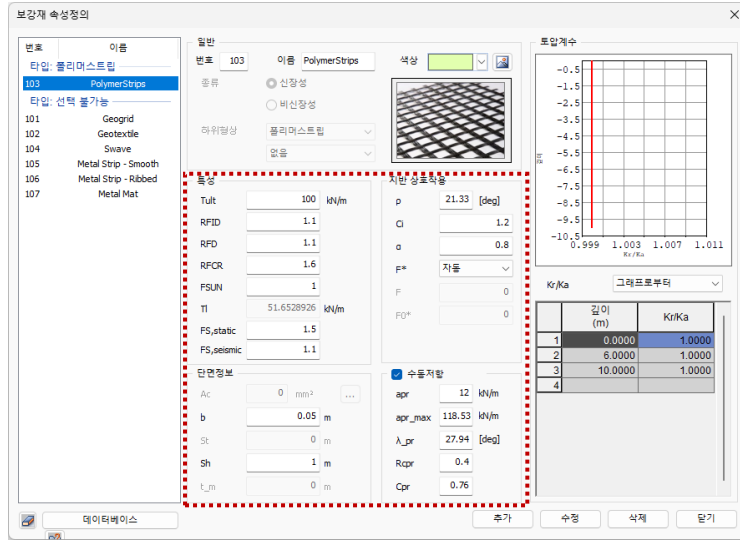 보강재 속성정의
번호 이름
타입: 폴리머스트립
103 PolymerStrips
타입: 선택 불가능
101 Geogrid
102 Geotextile
104 Swave
105 Metal Strip - Smooth
106 Metal Strip - Ribbed
107 Metal Mat
데이터베이스
일반
번호 103 이름 PolymerStrips 색상
종류 신장성
비신장성
하위형상 폴리머스트립
없음
특성
Tult 100 kN/m
RFID 1.1
RFD 1.1
RFCR 1.6
FSUN 1
Tl 51.6528926 kN/m
FS,static 1.5
FS,seismic 1.1
단면정보
Ac 0 mm² ...
b 0.05 m
St 0 m
Sh 1 m
t_m 0 m
지반 상호작용
ρ 21.33 [deg]
Ci 1.2
α 0.8
F* 자동
F 0
F0* 0
수동저항
apr 12 kN/m
apr_max 118.53 kN/m
λ_pr 27.94 [deg]
Rcpr 0.4
Cpr 0.76
토압계수
-0.5
-1.5
-2.5
-3.5
-4.5
-5.5
-6.5
-7.5
-8.5
-9.5
-10.5
깊이
0.999 1.003 1.007 1.011
Kr/Ka
Kr/Ka 그래프로부터
깊이 (m) Kr/Ka
1 0.0000 1.0000
2 6.0000 1.0000
3 10.0000 1.0000
4
추가 수정 삭제 닫기